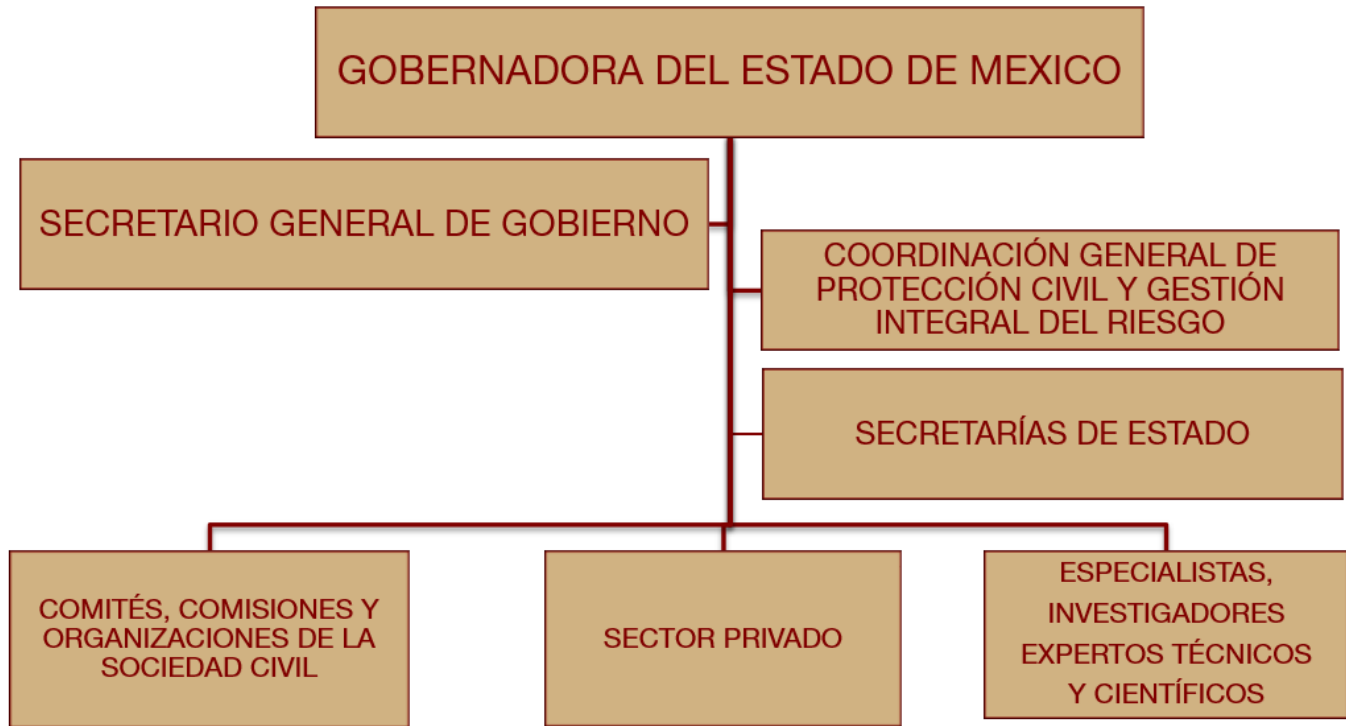 GOBERNADORA DEL ESTADO DE MEXICO
SECRETARIO GENERAL DE GOBIERNO
COORDINACIÓN GENERAL DE
PROTECCIÓN CIVIL Y GESTIÓN
INTEGRAL DEL RIESGO
SECRETARÍAS DE ESTADO
COMITÉS, COMISIONES Y
ORGANIZACIONES DE LA
SOCIEDAD CIVIL
SECTOR PRIVADO
ESPECIALISTAS,
INVESTIGADORES
EXPERTOS TÉCNICOS
Y CIENTÍFICOS